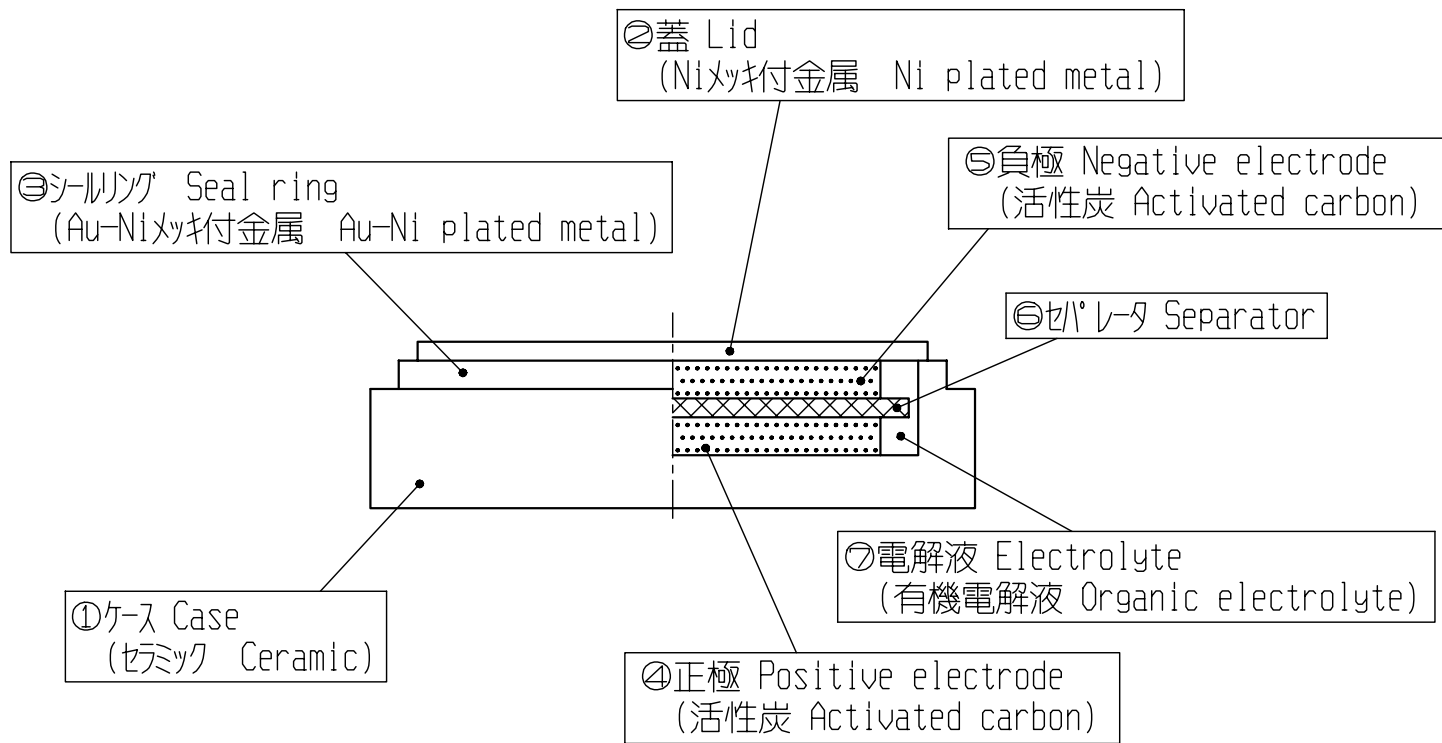 ②蓋 Lid
(Niメッキ付金属 Ni plated metal)
⑤負極 Negative electrode
(活性炭 Activated carbon)
③シールリング Seal ring
(Au-Niメッキ付金属 Au-Ni plated metal)
⑥セパレータ Separator
⑦電解液 Electrolyte
(有機電解液 Organic electrolyte)
①ケース Case
(セラミック Ceramic)
④正極 Positive electrode
(活性炭 Activated carbon)